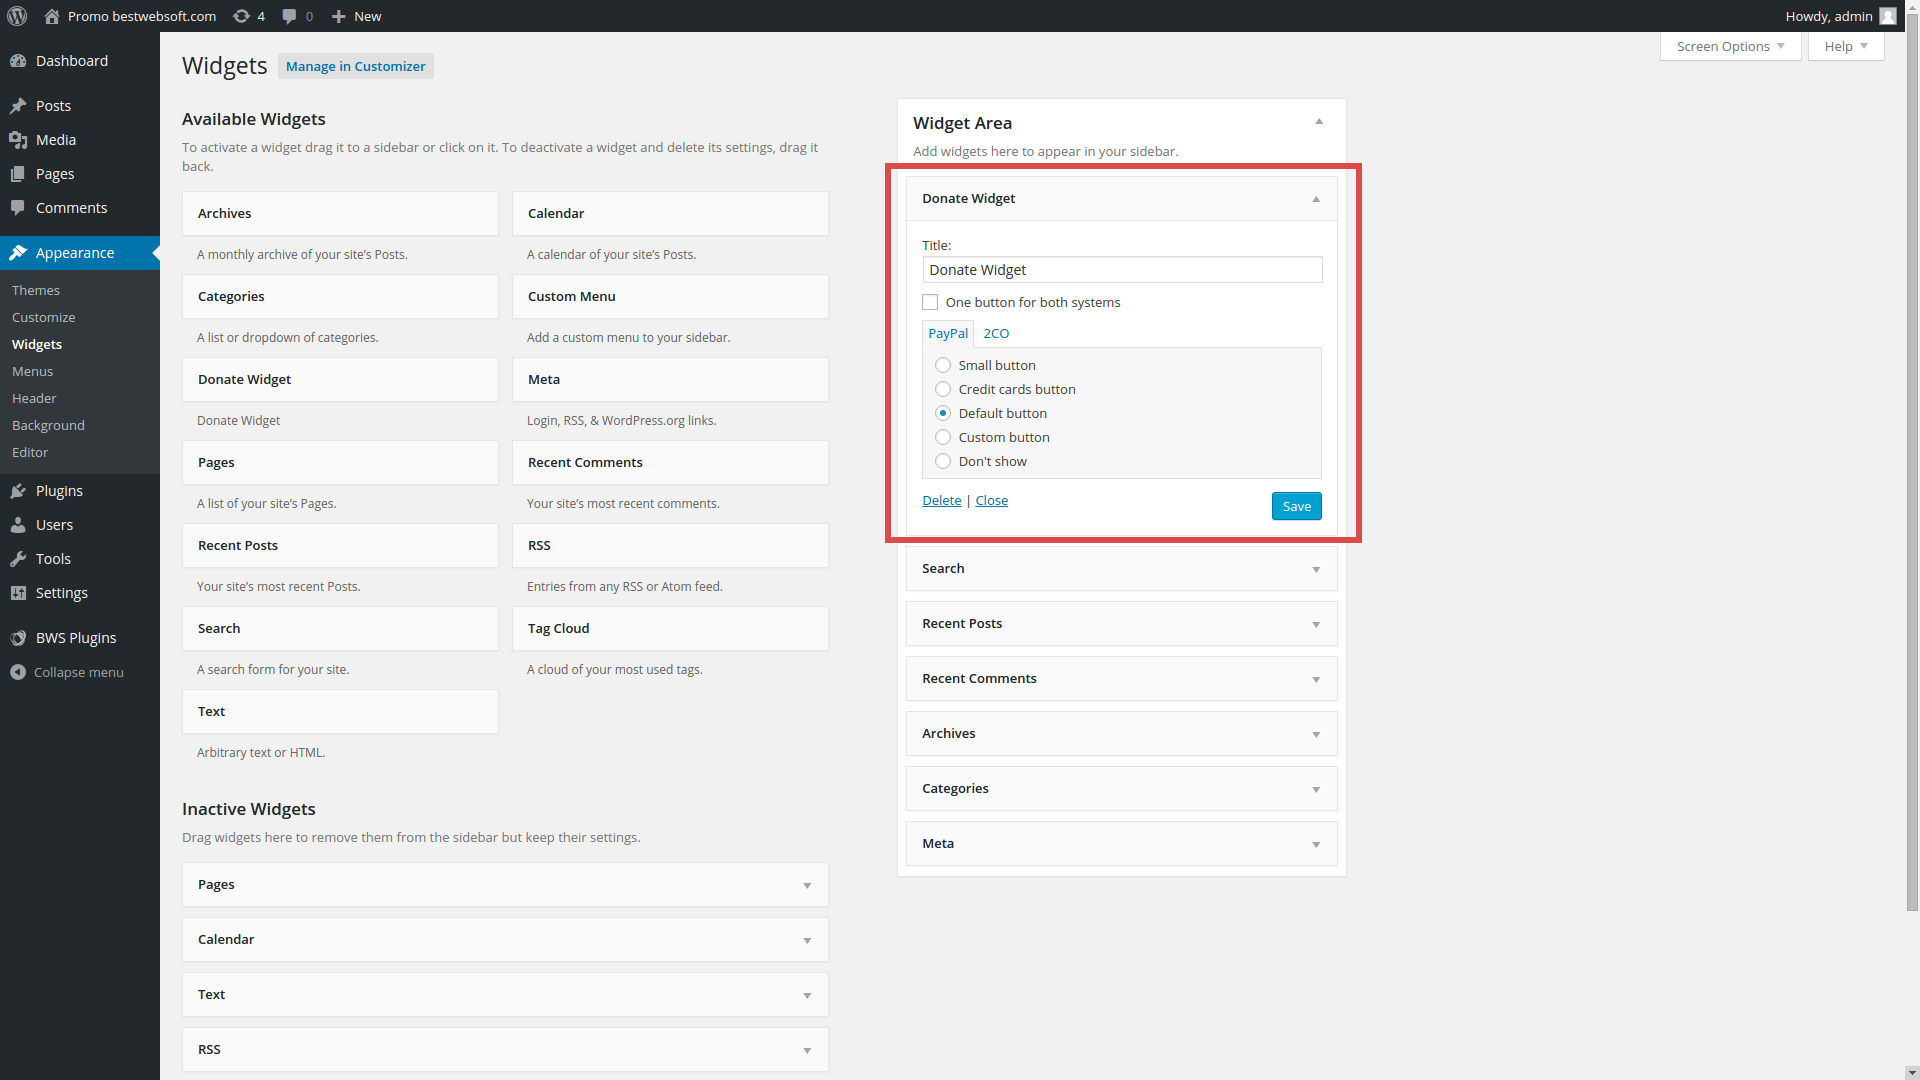 Promo bestwebsoft.com 4 0 New Howdy, admin
Screen Options Help
Dashboard
Posts
Media
Pages
Comments
Appearance
Themes
Customize
Widgets
Menus
Header
Background
Editor
Plugins
Users
Tools
Settings
BWS Plugins
Collapse menu
Widgets Manage in Customizer
Available Widgets
To activate a widget drag it to a sidebar or click on it. To deactivate a widget and delete its settings, drag it
back.
Archives Calendar
A monthly archive of your site’s Posts. A calendar of your site’s Posts.
Categories Custom Menu
A list or dropdown of categories. Add a custom menu to your sidebar.
Donate Widget Meta
Donate Widget Login, RSS, & WordPress.org links.
Pages Recent Comments
A list of your site’s Pages. Your site’s most recent comments.
Recent Posts RSS
Your site’s most recent Posts. Entries from any RSS or Atom feed.
Search Tag Cloud
A search form for your site. A cloud of your most used tags.
Text
Arbitrary text or HTML.
Inactive Widgets
Drag widgets here to remove them from the sidebar but keep their settings.
Pages
Calendar
Text
RSS
Widget Area
Add widgets here to appear in your sidebar.
Donate Widget
Title:
Donate Widget
One button for both systems
PayPal 2CO
Small button
Credit cards button
Default button
Custom button
Don't show
Delete | Close Save
Search
Recent Posts
Recent Comments
Archives
Categories
Meta